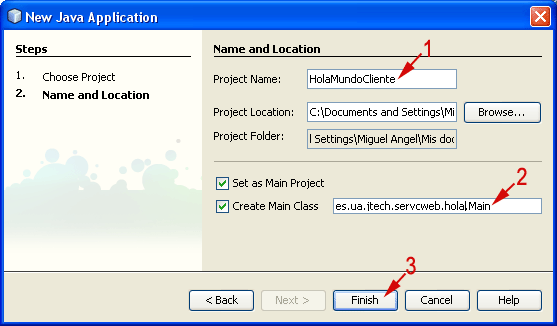 New Java Application
Steps
1. Choose Project
2. Name and Location
Name and Location
1
Project Name: HolaMundoCliente
Project Location: C:\Documents and Settings\Mi Browse...
Project Folder: l Settings\Miguel Angel\Mis doc
Set as Main Project
2
Create Main Class es.ua.jtech.servcweb.hola.Main
3
< Back Next > Finish Cancel Help